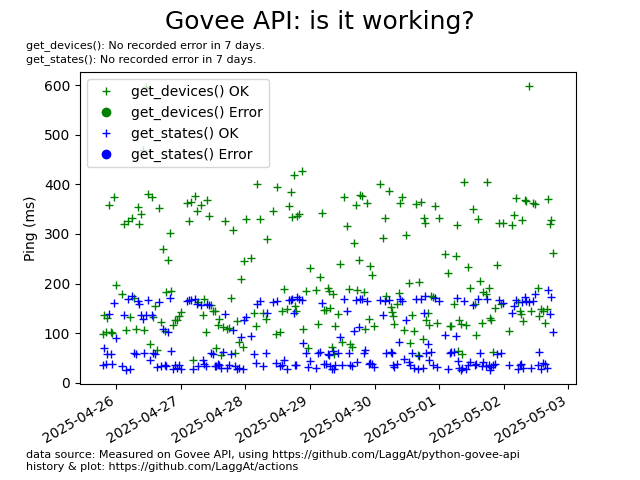 Govee API: is it working?
get_devices(): No recorded error in 7 days.
get_states(): No recorded error in 7 days.
get_devices() OK
get_devices() Error
get_states() OK
get_states() Error
Ping (ms)
600
500
400
300
200
100
0
2025-04-26
2025-04-27
2025-04-28
2025-04-29
2025-04-30
2025-05-01
2025-05-02
2025-05-03
data source: Measured on Govee API, using https://github.com/LaggAt/python-govee-api
history & plot: https://github.com/LaggAt/actions